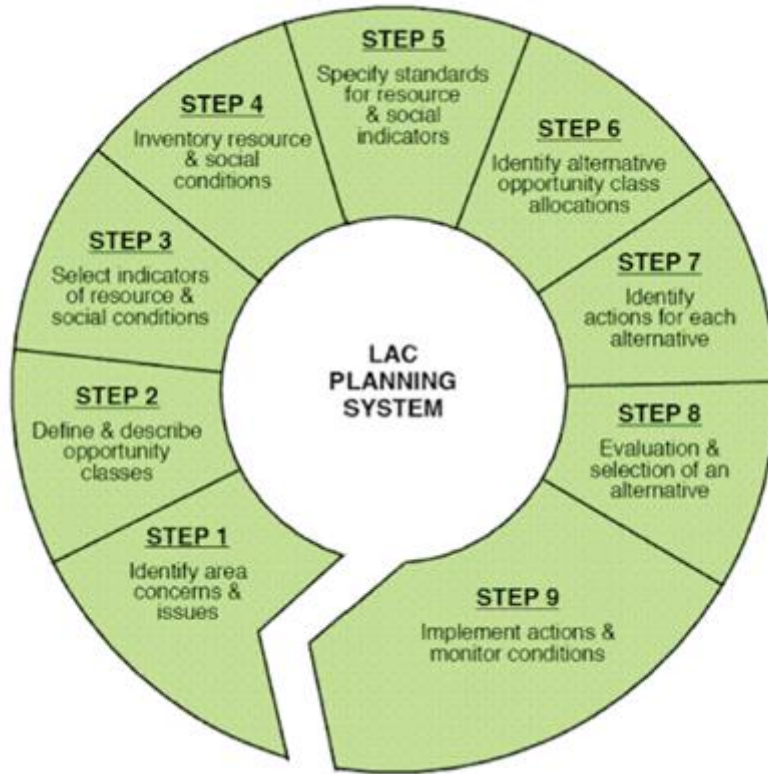 STEP 1
Identify area
concerns &
issues
STEP 2
Define & describe
opportunity
classes
STEP 3
Select indicators
of resource &
social conditions
STEP 4
Inventory resource
& social
conditions
STEP 5
Specify standards
for resource
& social
indicators
STEP 6
Identify alternative
opportunity class
allocations
STEP 7
Identify
actions for each
alternative
STEP 8
Evaluation &
selection of an
alternative
STEP 9
Implement actions &
monitor conditions
LAC
PLANNING
SYSTEM